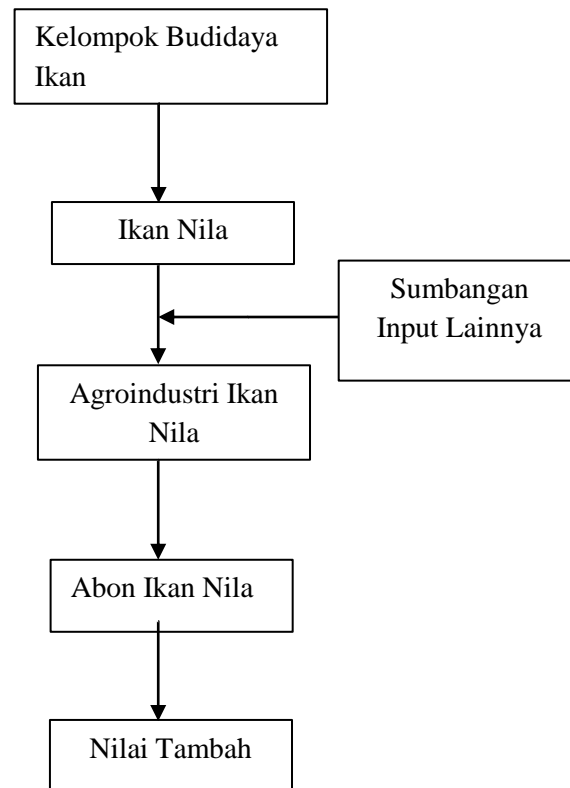 Kelompok Budidaya
Ikan
Ikan Nila
Sumbangan
Input Lainnya
Agroindustri Ikan
Nila
Abon Ikan Nila
Nilai Tambah